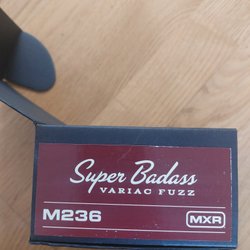 Super Badass
VARIAC FUZZ
M236
MXR